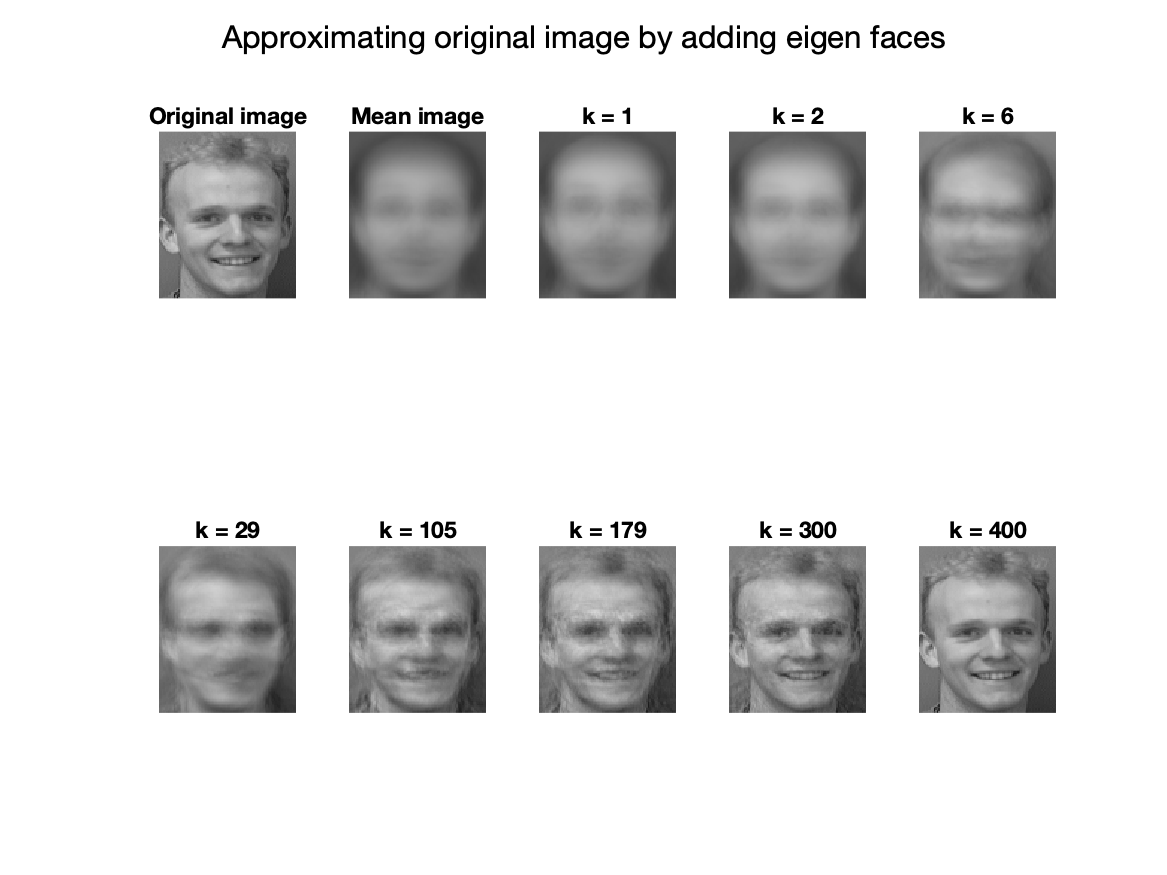 Approximating original image by adding eigen faces
Original image
Mean image
k = 1
k = 2
k = 6
k = 29
k = 105
k = 179
k = 300
k = 400